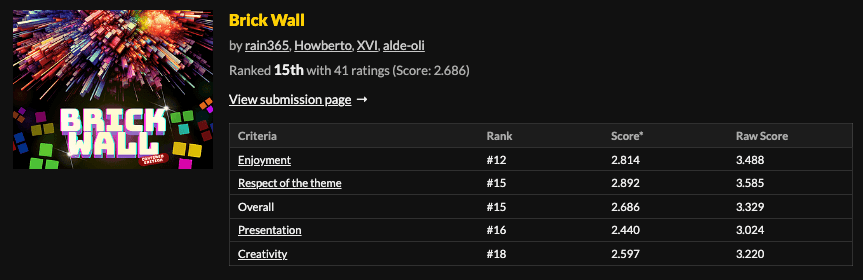 Brick Wall
by rain365, Howberto, XVI, alde-oli
Ranked 15th with 41 ratings (Score: 2.686)
View submission page →
BRICK
WALL
Criteria Rank Score* Raw Score
Enjoyment #12 2.814 3.488
Respect of the theme #15 2.892 3.585
Overall #15 2.686 3.329
Presentation #16 2.440 3.024
Creativity #18 2.597 3.220